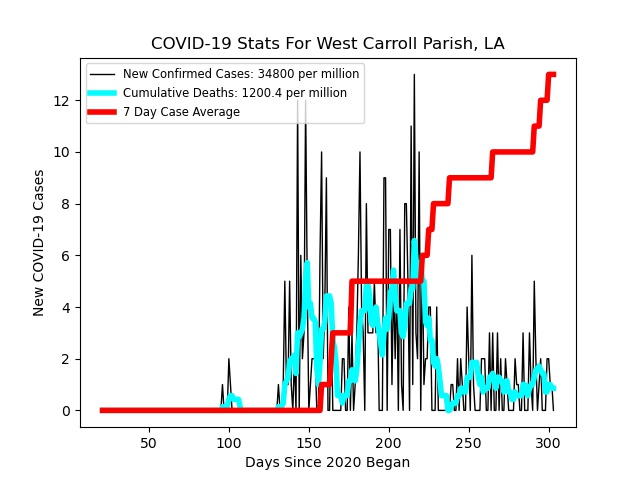 COVID-19 Stats For West Carroll Parish, LA
New Confirmed Cases: 34800 per million
Cumulative Deaths: 1200.4 per million
7 Day Case Average
New COVID-19 Cases
12
10
8
6
4
2
0
50 100 150 200 250 300
Days Since 2020 Began